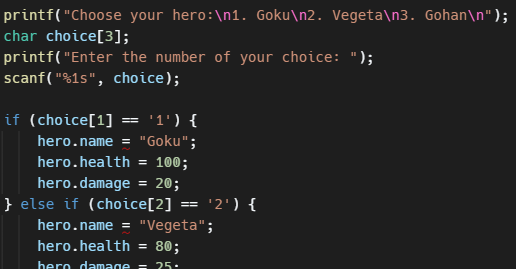 printf("Choose your hero:\n1. Goku\n2. Vegeta\n3. Gohan\n");
char choice[3];
printf("Enter the number of your choice: ");
scanf("%1s", choice);

if (choice[1] == '1') {
    hero.name = "Goku";
    hero.health = 100;
    hero.damage = 20;
} else if (choice[2] == '2') {
    hero.name = "Vegeta";
    hero.health = 80;
    hero.damage = 25;